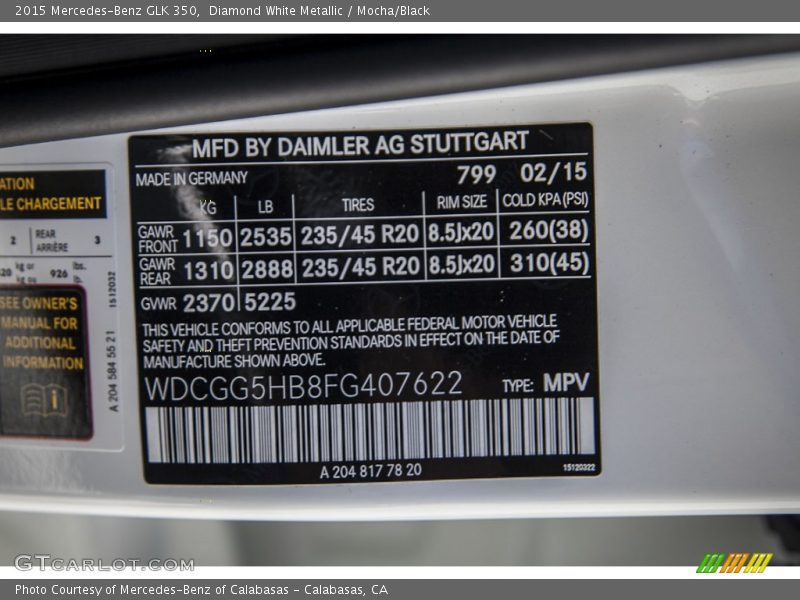 2015 Mercedes-Benz GLK 350,  Diamond White Metallic / Mocha/Black
MFD BY DAIMLER AG STUTTGART
MADE IN GERMANY 799 02/15
KG LB TIRES RIM SIZE COLD KPA(PSI)
GAWR FRONT 1150 2535 235/45 R20 8.5Jx20 260(38)
GAWR REAR 1310 2888 235/45 R20 8.5Jx20 310(45)
GVWR 2370 5225
THIS VEHICLE CONFORMS TO ALL APPLICABLE FEDERAL MOTOR VEHICLE
SAFETY AND THEFT PREVENTION STANDARDS IN EFFECT ON THE DATE OF
MANUFACTURE SHOWN ABOVE.
WDCGG5HB8FG407622 TYPE: MPV
A 204 817 78 20 15120322
LE CHARGEMENT
2 REAR ARRIÈRE 3
kg or kg ou 926 lbs. lb.
SEE OWNER'S
MANUAL FOR
ADDITIONAL
INFORMATION
A 204 584 55 21 1512032
GTCARLOT.COM
Photo Courtesy of Mercedes-Benz of Calabasas - Calabasas, CA